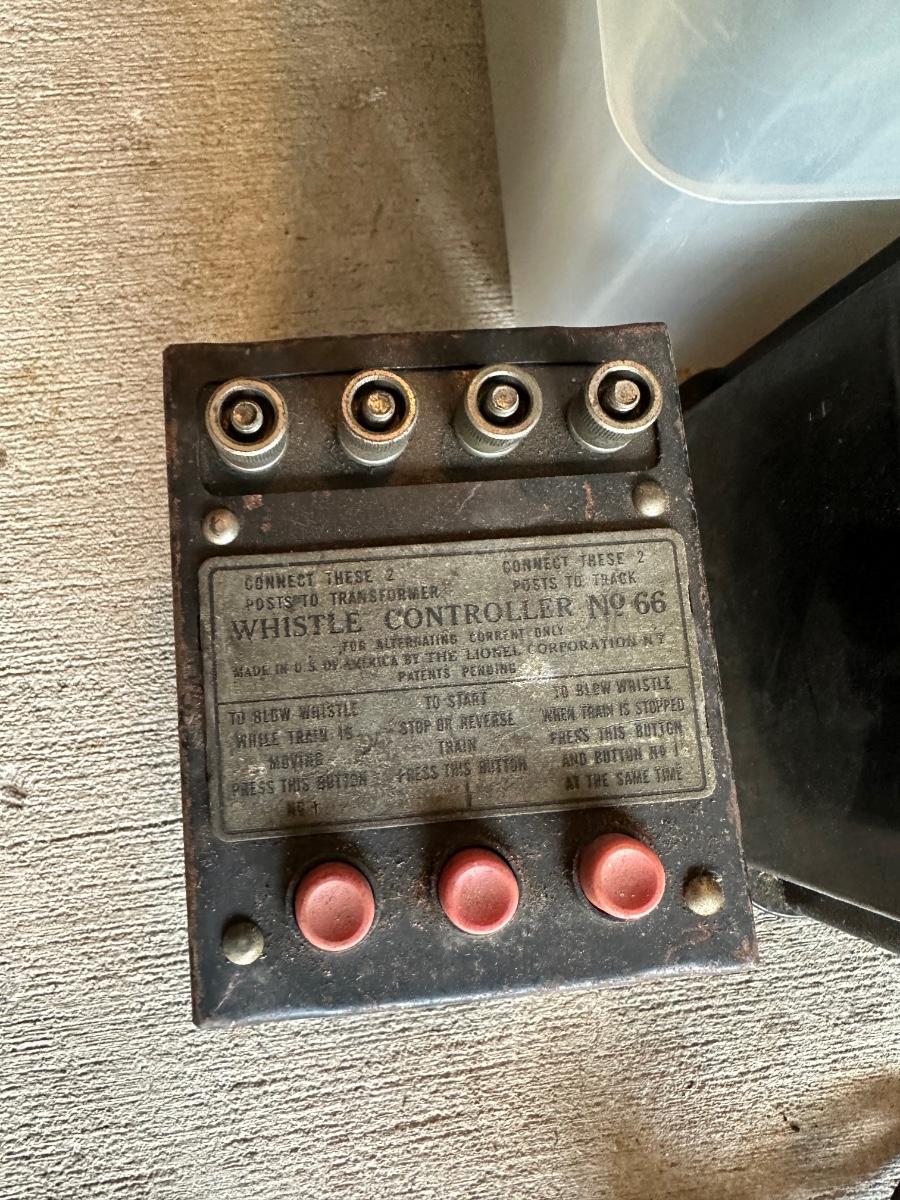 CONNECT THESE 2
POSTS TO TRANSFORMER
CONNECT THESE 2
POSTS TO TRACK
WHISTLE CONTROLLER No 66
FOR ALTERNATING CURRENT ONLY
MADE IN U.S. OF AMERICA BY THE LIONEL CORPORATION N.Y.
PATENTS PENDING
TO BLOW WHISTLE
WHILE TRAIN IS
MOVING
PRESS THIS BUTTON
No 1
TO START
STOP OR REVERSE
TRAIN
PRESS THIS BUTTON
TO BLOW WHISTLE
WHEN TRAIN IS STOPPED
PRESS THIS BUTTON
AND BUTTON No 1
AT THE SAME TIME